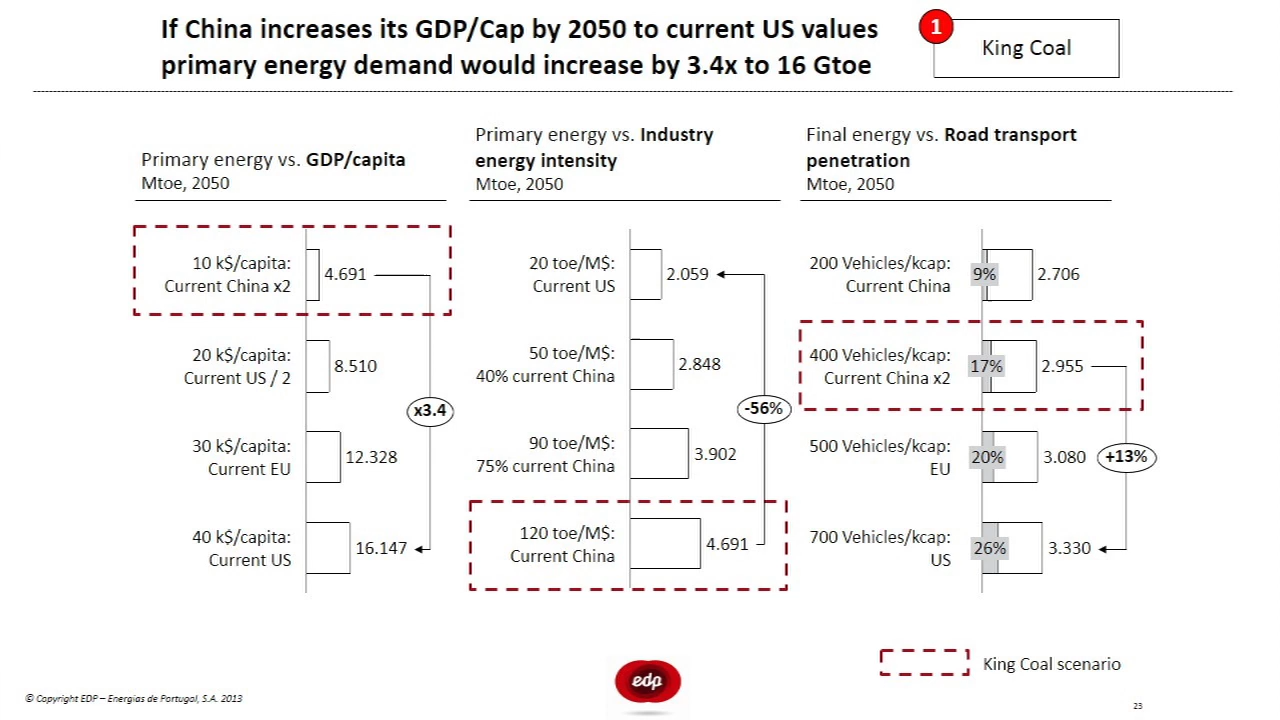 If China increases its GDP/Cap by 2050 to current US values
primary energy demand would increase by 3.4x to 16 Gtoe
1
King Coal
Primary energy vs. GDP/capita
Mtoe, 2050
10 k$/capita:
Current China x2
4.691
20 k$/capita:
Current US / 2
8.510
x3.4
30 k$/capita:
Current EU
12.328
40 k$/capita:
Current US
16.147
Primary energy vs. Industry
energy intensity
Mtoe, 2050
20 toe/M$:
Current US
2.059
50 toe/M$:
40% current China
2.848
-56%
90 toe/M$:
75% current China
3.902
120 toe/M$:
Current China
4.691
Final energy vs. Road transport
penetration
Mtoe, 2050
200 Vehicles/kcap:
Current China
9%
2.706
400 Vehicles/kcap:
Current China x2
17%
2.955
500 Vehicles/kcap:
EU
20%
3.080
+13%
700 Vehicles/kcap:
US
26%
3.330
King Coal scenario
edp
© Copyright EDP – Energias de Portugal, S.A. 2013
23